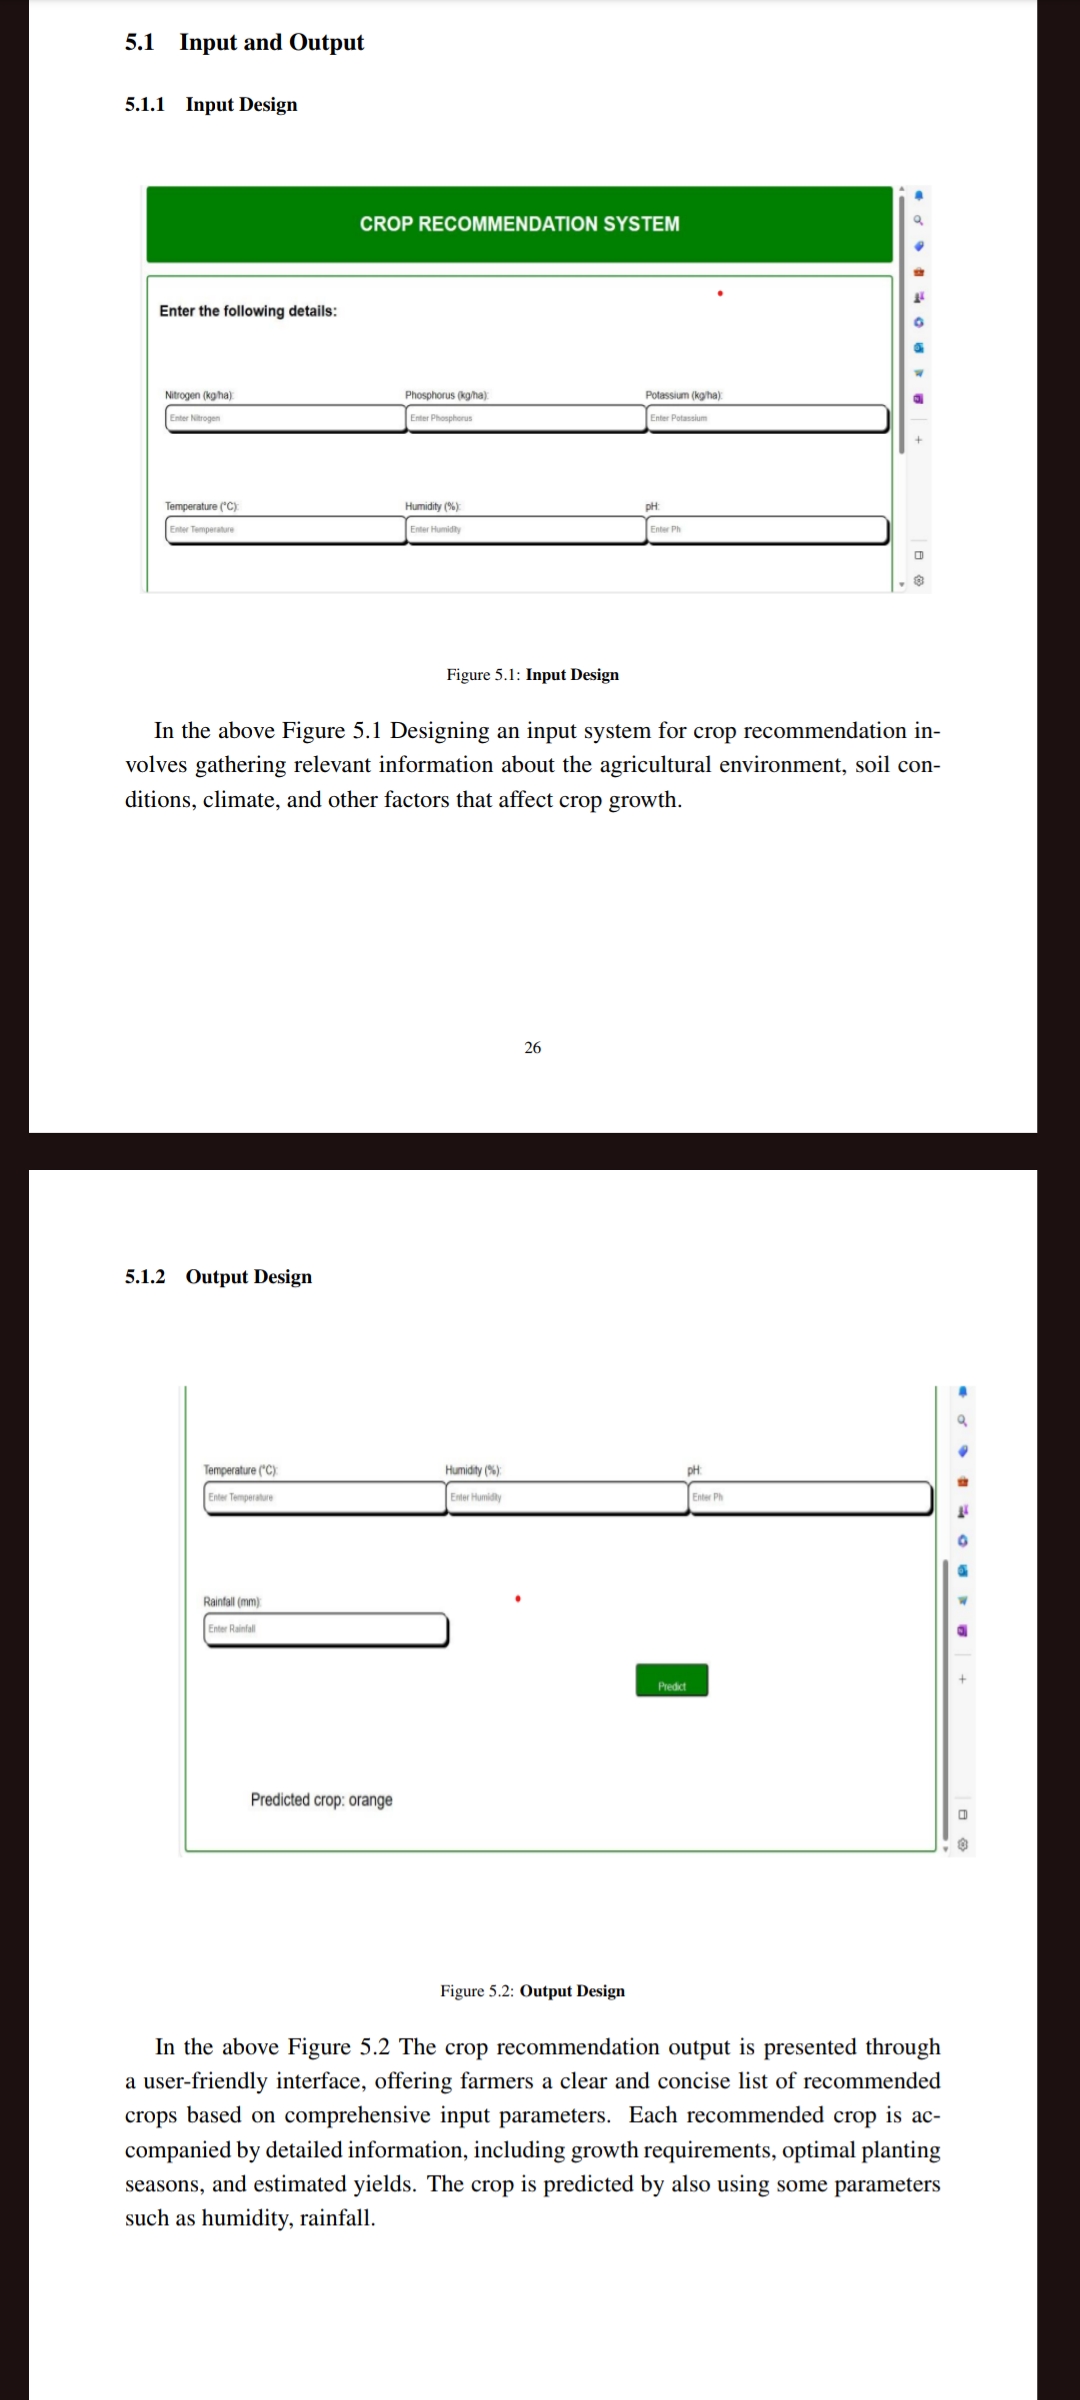 5.1 Input and Output
5.1.1 Input Design
CROP RECOMMENDATION SYSTEM
Enter the following details:
Nitrogen (kg/ha): Phosphorus (kg/ha): Potassium (kg/ha):
Enter Nitrogen Enter Phosphorus Enter Potassium
Temperature (°C): Humidity (%): pH:
Enter Temperature Enter Humidity Enter Ph
Figure 5.1: Input Design
In the above Figure 5.1 Designing an input system for crop recommendation in-
volves gathering relevant information about the agricultural environment, soil con-
ditions, climate, and other factors that affect crop growth.
26
5.1.2 Output Design
Temperature (°C): Humidity (%): pH:
Enter Temperature Enter Humidity Enter Ph
Rainfall (mm):
Enter Rainfall
Predict
Predicted crop: orange
Figure 5.2: Output Design
In the above Figure 5.2 The crop recommendation output is presented through
a user-friendly interface, offering farmers a clear and concise list of recommended
crops based on comprehensive input parameters. Each recommended crop is ac-
companied by detailed information, including growth requirements, optimal planting
seasons, and estimated yields. The crop is predicted by also using some parameters
such as humidity, rainfall.